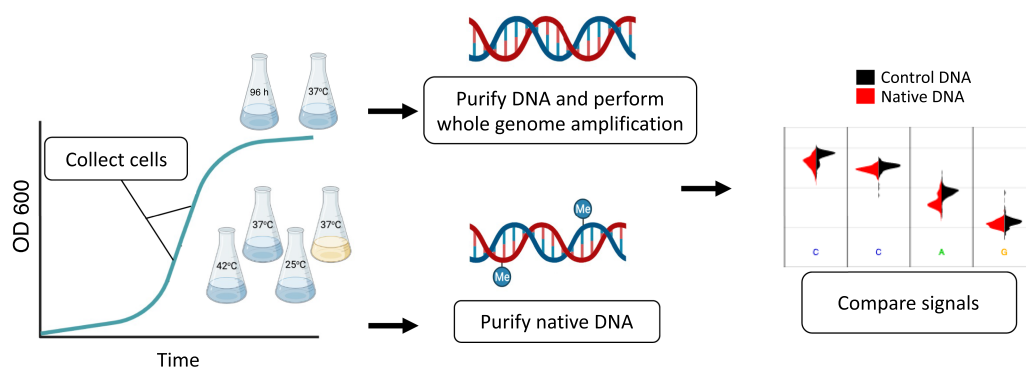 96 h
37°C
Collect cells
37°C
37°C
42°C
25°C
OD 600
Time
Purify DNA and perform
whole genome amplification
Me
Me
Purify native DNA
Control DNA
Native DNA
C
C
A
G
Compare signals